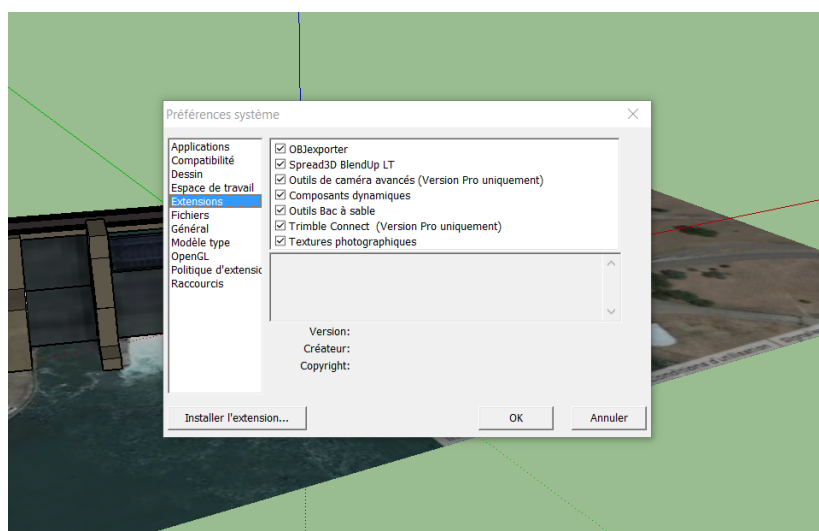 Préférences système
Applications
Compatibilité
Dessin
Espace de travail
Extensions
Fichiers
Général
Modèle type
OpenGL
Politique d'extensic
Raccourcis
OBJexporter
Spread3D BlendUp LT
Outils de caméra avancés (Version Pro uniquement)
Composants dynamiques
Outils Bac à sable
Trimble Connect (Version Pro uniquement)
Textures photographiques
Version:
Créateur:
Copyright:
Installer l'extension...
OK
Annuler
d'utilisation